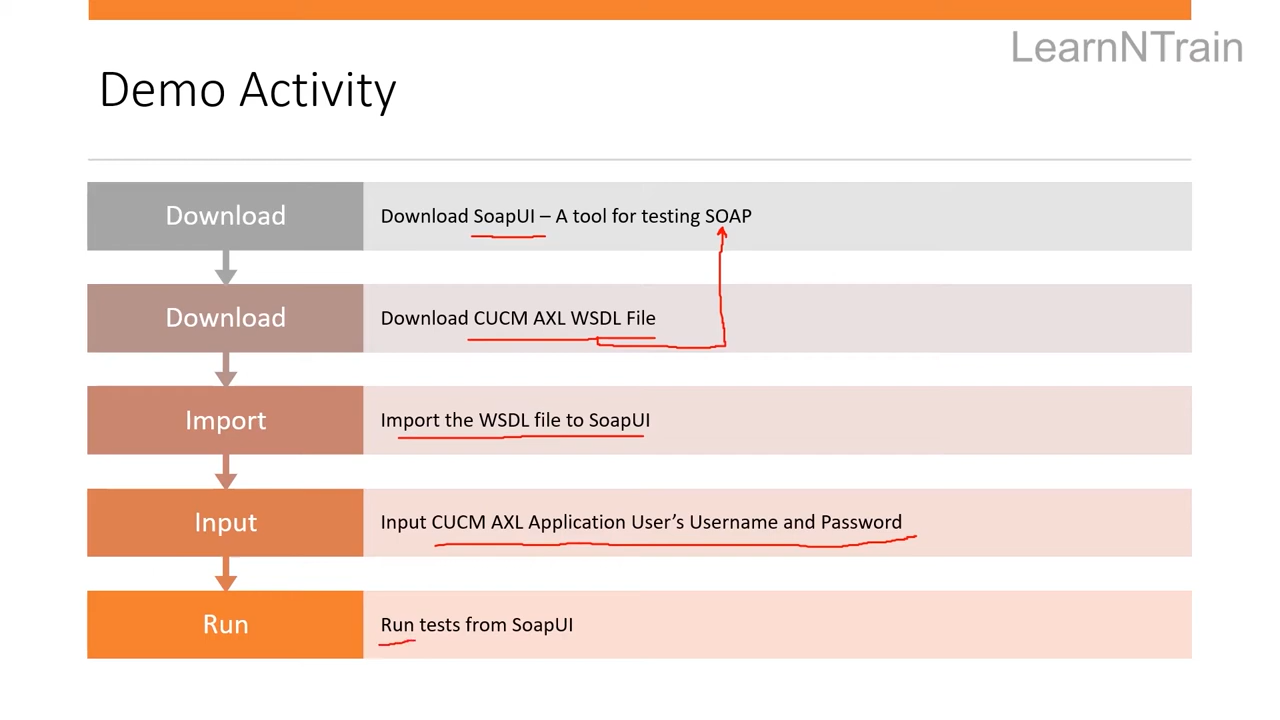 LearnNTrain
Demo Activity
Download
Download SoapUI – A tool for testing SOAP
Download
Download CUCM AXL WSDL File
Import
Import the WSDL file to SoapUI
Input
Input CUCM AXL Application User’s Username and Password
Run
Run tests from SoapUI